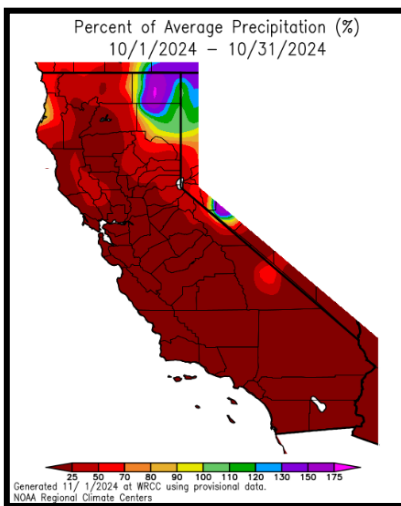 Percent of Average Precipitation (%)
10/1/2024 – 10/31/2024
25 50 70 80 90 100 110 120 130 150 175
Generated 11/ 1/2024 at WRCC using provisional data.
NOAA Regional Climate Centers